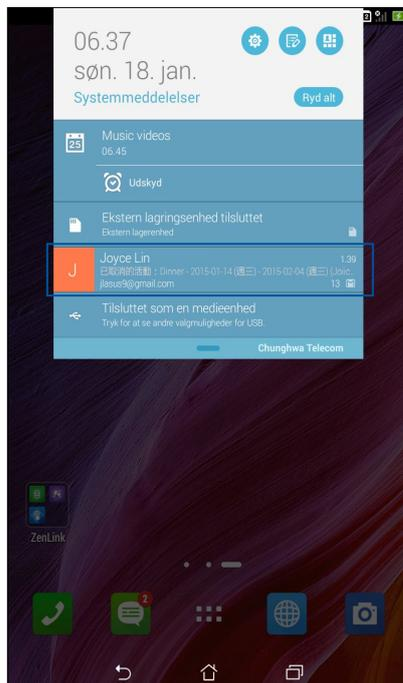 06.37
søn. 18. jan.
Systemmeddelelser
Ryd alt
25
Music videos
06.45
Udskyd
Ekstern lagringsenhed tilsluttet
Ekstern lagerenhed
J
Joyce Lin
1.39
已取消的活動：Dinner - 2015-01-14 (週三) - 2015-02-04 (週三) (Joic..
jlasus9@gmail.com
13
Tilsluttet som en medieenhed
Tryk for at se andre valgmuligheder for USB.
Chunghwa Telecom
ZenLink
2